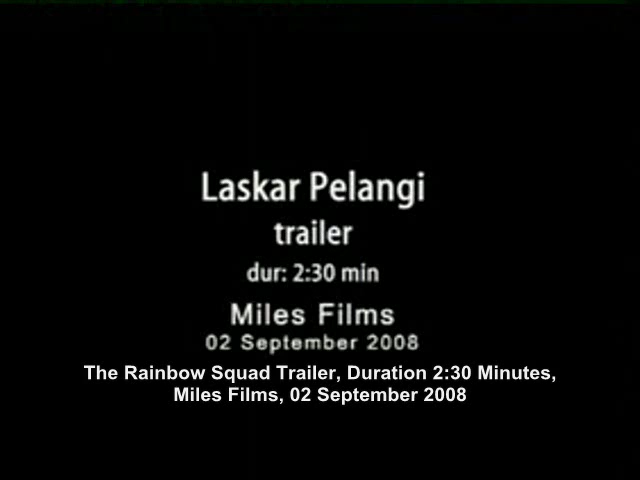 Laskar Pelangi
trailer
dur: 2:30 min
Miles Films
02 September 2008
The Rainbow Squad Trailer, Duration 2:30 Minutes,
Miles Films, 02 September 2008